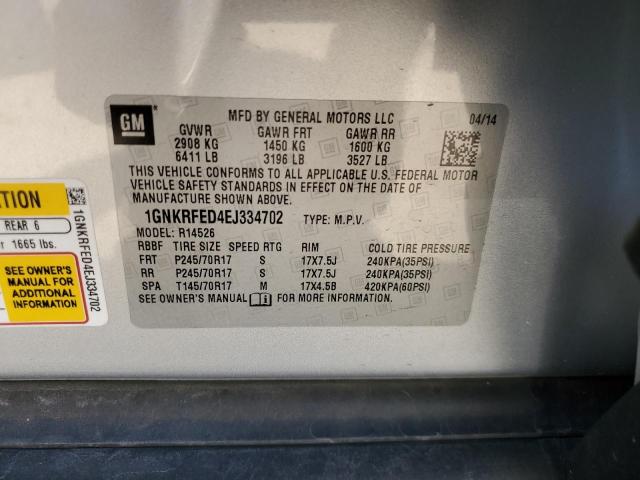 GM
MFD BY GENERAL MOTORS LLC
04/14
GVWR GAWR FRT GAWR RR
2908 KG 1450 KG 1600 KG
6411 LB 3196 LB 3527 LB
THIS VEHICLE CONFORMS TO ALL APPLICABLE U.S. FEDERAL MOTOR
VEHICLE SAFETY STANDARDS IN EFFECT ON THE DATE OF
MANUFACTURE SHOWN ABOVE.
1GNKRFED4EJ334702 TYPE: M.P.V.
MODEL: R14526
RBBF TIRE SIZE SPEED RTG RIM COLD TIRE PRESSURE
FRT P245/70R17 S 17X7.5J 240KPA(35PSI)
RR P245/70R17 S 17X7.5J 240KPA(35PSI)
SPA T145/70R17 M 17X4.5B 420KPA(60PSI)
SEE OWNER'S MANUAL FOR MORE INFORMATION.
REAR 6
1665 lbs.
SEE OWNER'S
MANUAL FOR
ADDITIONAL
INFORMATION
1GNKRFED4EJ334702